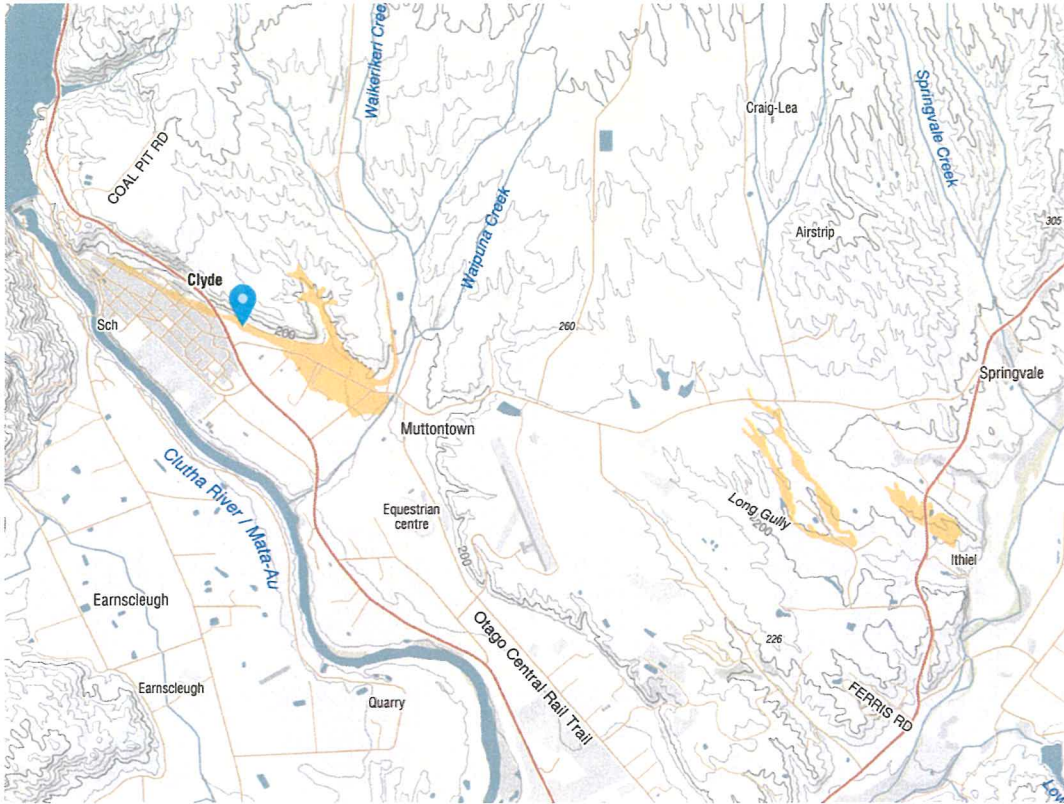 Waikerikeri Creek
Springvale Creek
Craig-Lea
COAL PIT RD
Waipuna Creek
305
Airstrip
Clyde
Sch
200
260
Springvale
Muttontown
Clutha River / Mata-Au
Long Gully
200
Equestrian
centre
200
Ithiel
Earnscleugh
Otago Central Rail Trail
226
Earnscleugh
Quarry
FERRIS RD